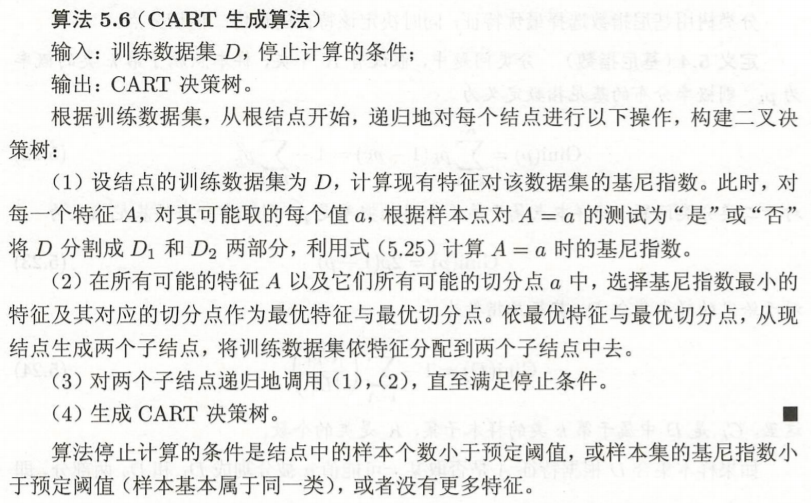 算法 5.6（CART 生成算法）
输入：训练数据集 D，停止计算的条件；
输出：CART 决策树。
根据训练数据集，从根结点开始，递归地对每个结点进行以下操作，构建二叉决
策树：
（1）设结点的训练数据集为 D，计算现有特征对该数据集的基尼指数。此时，对
每一个特征 A，对其可能取的每个值 a，根据样本点对 A = a 的测试为“是”或“否”
将 D 分割成 D₁ 和 D₂ 两部分，利用式 (5.25) 计算 A = a 时的基尼指数。
（2）在所有可能的特征 A 以及它们所有可能的切分点 a 中，选择基尼指数最小的
特征及其对应的切分点作为最优特征与最优切分点。依最优特征与最优切分点，从现
结点生成两个子结点，将训练数据集依特征分配到两个子结点中去。
（3）对两个子结点递归地调用（1），（2），直至满足停止条件。
（4）生成 CART 决策树。
算法停止计算的条件是结点中的样本个数小于预定阈值，或样本集的基尼指数小
于预定阈值（样本基本属于同一类），或者没有更多特征。